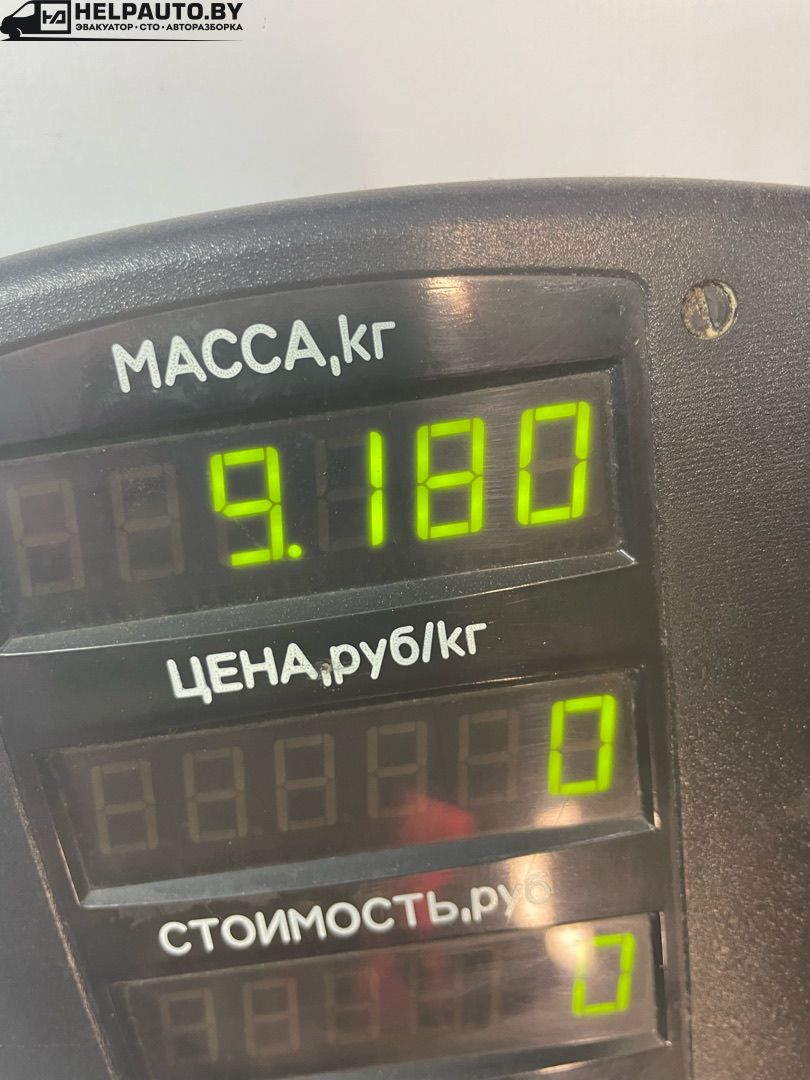 HELPAUTO.BY
ЭВАКУАТОР•СТО•АВТОРАЗБОРКА
МАССА,кг
9.180
ЦЕНА,руб/кг
0
СТОИМОСТЬ,руб
0